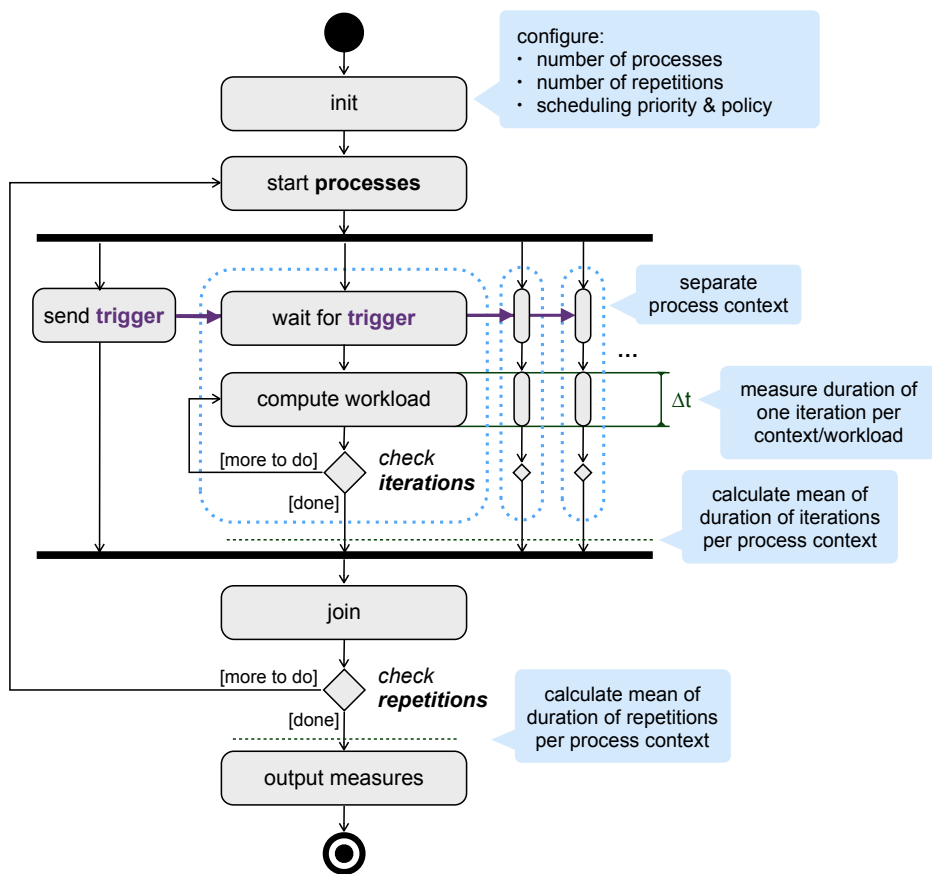 configure:
· number of processes
· number of repetitions
· scheduling priority & policy
init
start processes
separate
process context
send trigger
wait for trigger
...
compute workload
Δt
measure duration of
one iteration per
context/workload
[more to do]
check
iterations
[done]
calculate mean of
duration of iterations
per process context
join
[more to do]
check
repetitions
[done]
calculate mean of
duration of repetitions
per process context
output measures